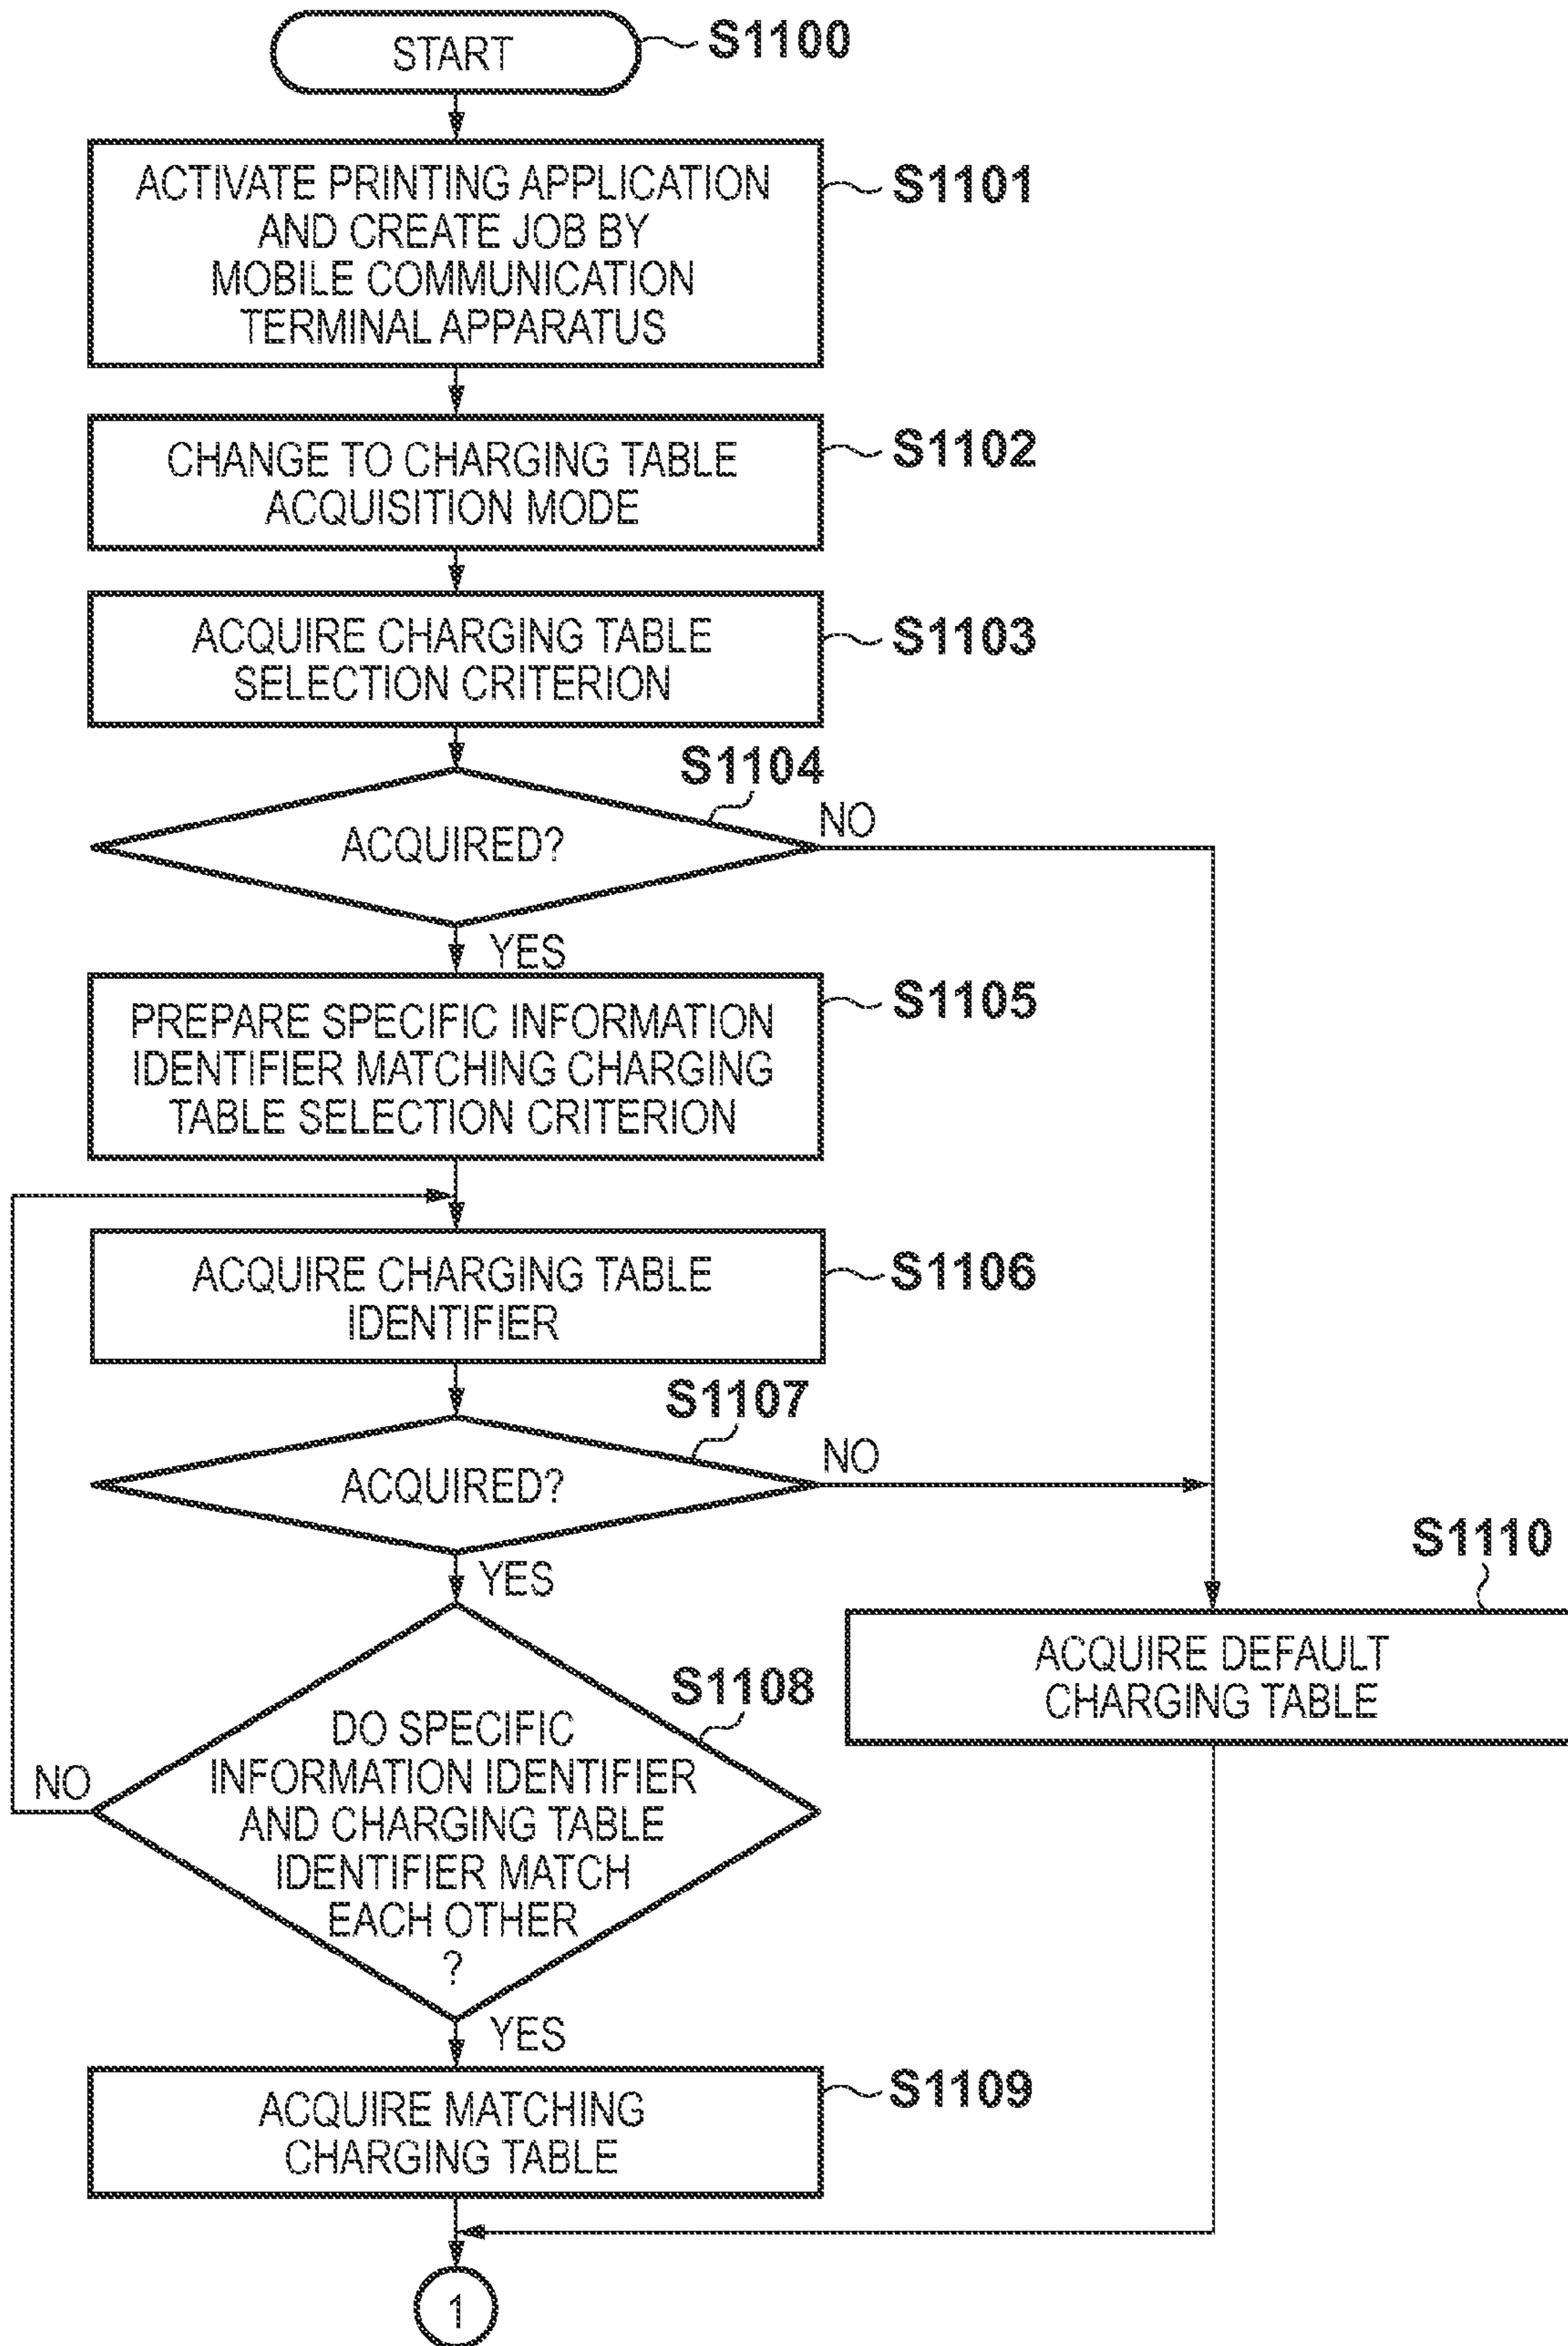 START
S1100
ACTIVATE PRINTING APPLICATION
AND CREATE JOB BY
MOBILE COMMUNICATION
TERMINAL APPARATUS
S1101
CHANGE TO CHARGING TABLE
ACQUISITION MODE
S1102
ACQUIRE CHARGING TABLE
SELECTION CRITERION
S1103
S1104
ACQUIRED?
NO
YES
PREPARE SPECIFIC INFORMATION
IDENTIFIER MATCHING CHARGING
TABLE SELECTION CRITERION
S1105
ACQUIRE CHARGING TABLE
IDENTIFIER
S1106
S1107
ACQUIRED?
NO
YES
S1110
ACQUIRE DEFAULT
CHARGING TABLE
S1108
DO SPECIFIC
INFORMATION IDENTIFIER
AND CHARGING TABLE
IDENTIFIER MATCH
EACH OTHER
?
NO
YES
ACQUIRE MATCHING
CHARGING TABLE
S1109
1